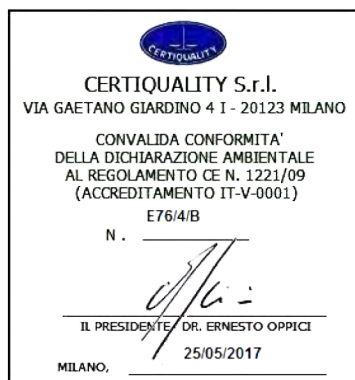 CERTIQUALITY
CERTIQUALITY S.r.l.
VIA GAETANO GIARDINO 4 I - 20123 MILANO
CONVALIDA CONFORMITA'
DELLA DICHIARAZIONE AMBIENTALE
AL REGOLAMENTO CE N. 1221/09
(ACCREDITAMENTO IT-V-0001)
E76/4/B
N .
IL PRESIDENTE DR. ERNESTO OPPICI
25/05/2017
MILANO,